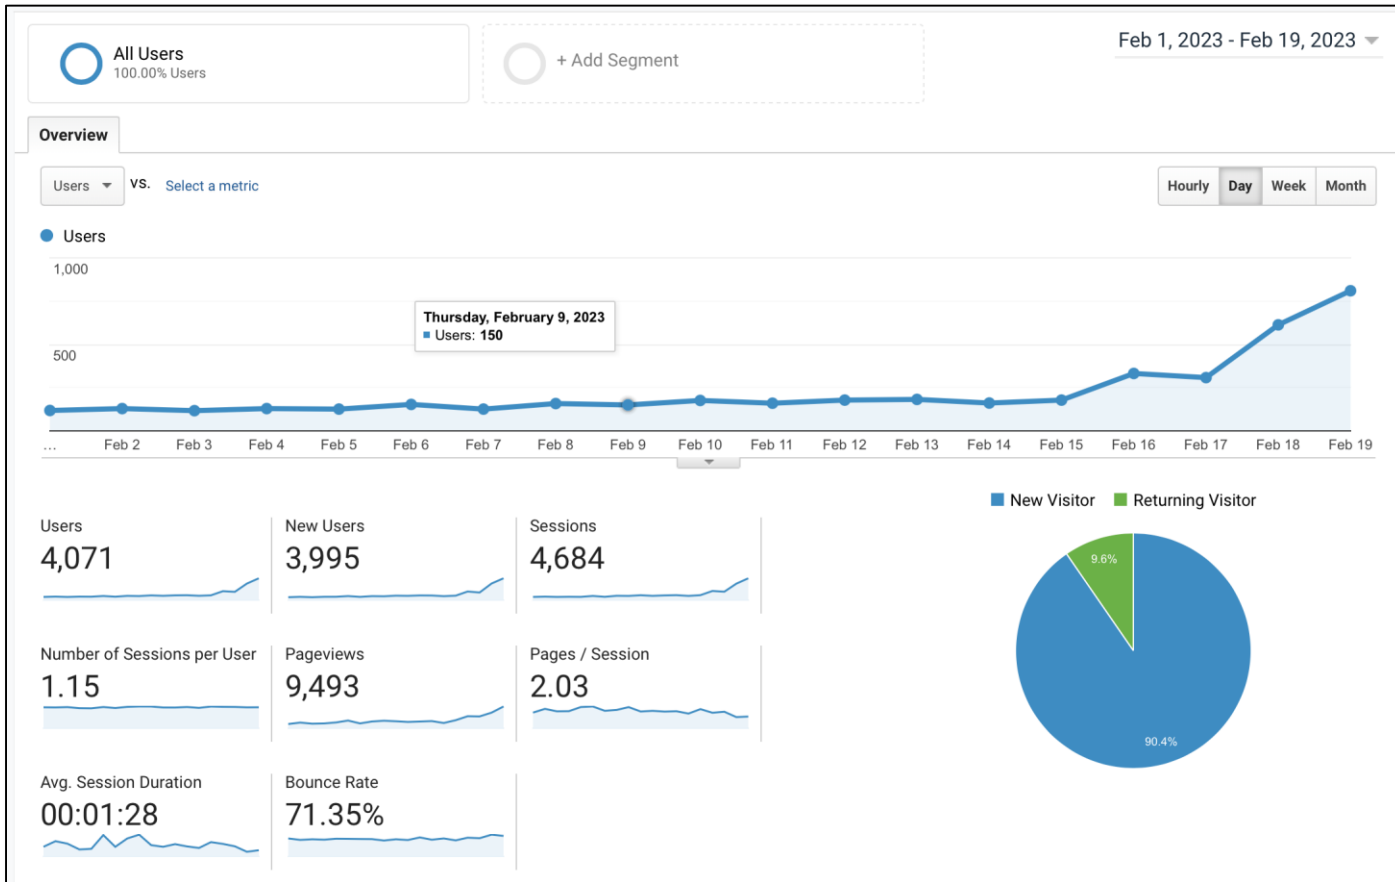 All Users
100.00% Users
+ Add Segment
Feb 1, 2023 - Feb 19, 2023
Overview
Users
VS.
Select a metric
Hourly
Day
Week
Month
Users
1,000
500
Thursday, February 9, 2023
Users: 150
...
Feb 2
Feb 3
Feb 4
Feb 5
Feb 6
Feb 7
Feb 8
Feb 9
Feb 10
Feb 11
Feb 12
Feb 13
Feb 14
Feb 15
Feb 16
Feb 17
Feb 18
Feb 19
Users
4,071
New Users
3,995
Sessions
4,684
Number of Sessions per User
1.15
Pageviews
9,493
Pages / Session
2.03
Avg. Session Duration
00:01:28
Bounce Rate
71.35%
New Visitor
Returning Visitor
9.6%
90.4%